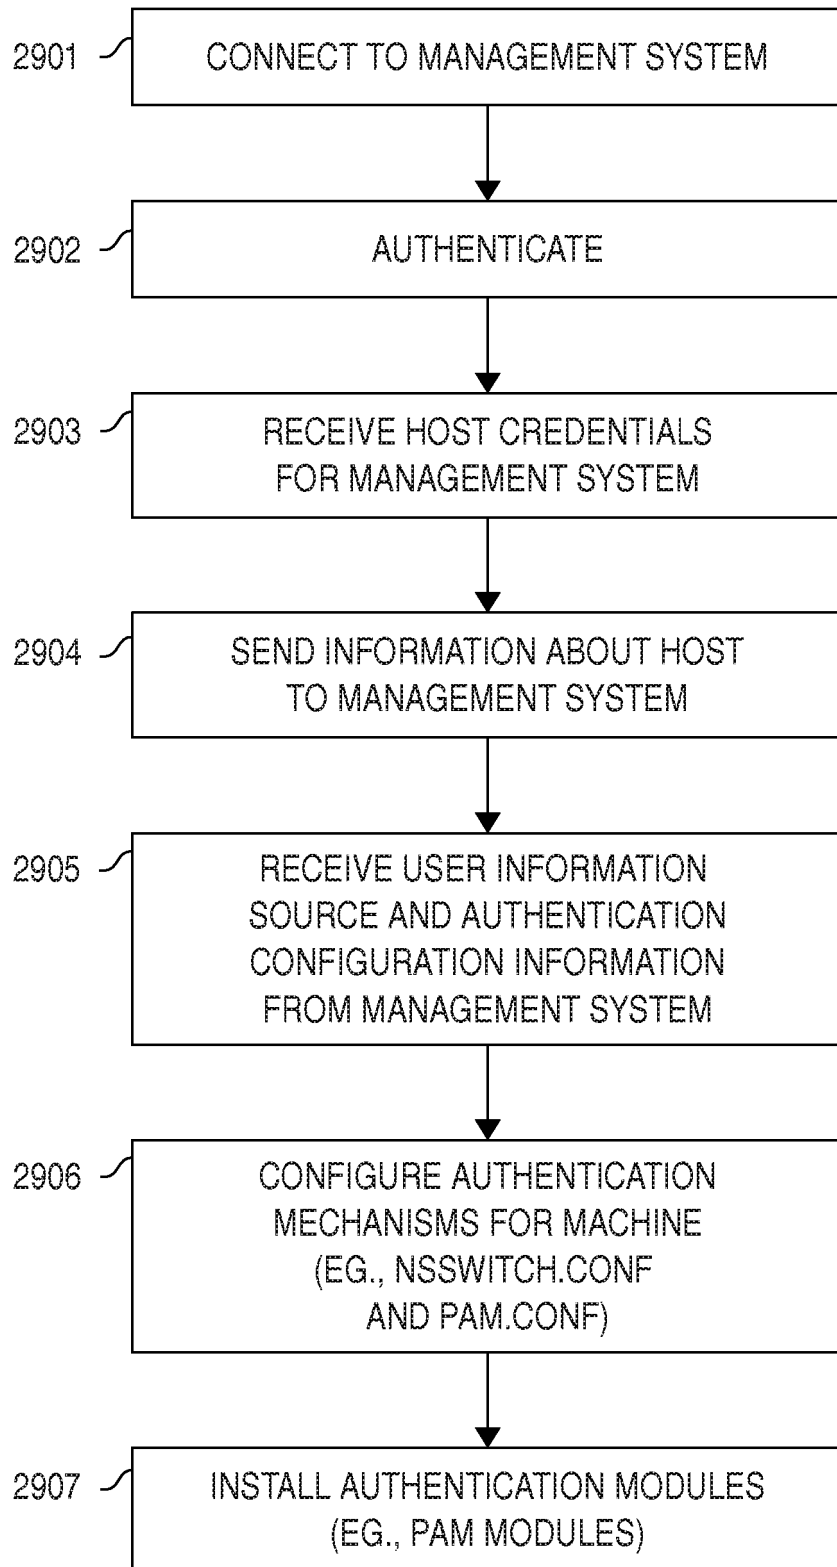 2901 CONNECT TO MANAGEMENT SYSTEM
2902 AUTHENTICATE
2903 RECEIVE HOST CREDENTIALS
FOR MANAGEMENT SYSTEM
2904 SEND INFORMATION ABOUT HOST
TO MANAGEMENT SYSTEM
2905 RECEIVE USER INFORMATION
SOURCE AND AUTHENTICATION
CONFIGURATION INFORMATION
FROM MANAGEMENT SYSTEM
2906 CONFIGURE AUTHENTICATION
MECHANISMS FOR MACHINE
(EG., NSSWITCH.CONF
AND PAM.CONF)
2907 INSTALL AUTHENTICATION MODULES
(EG., PAM MODULES)